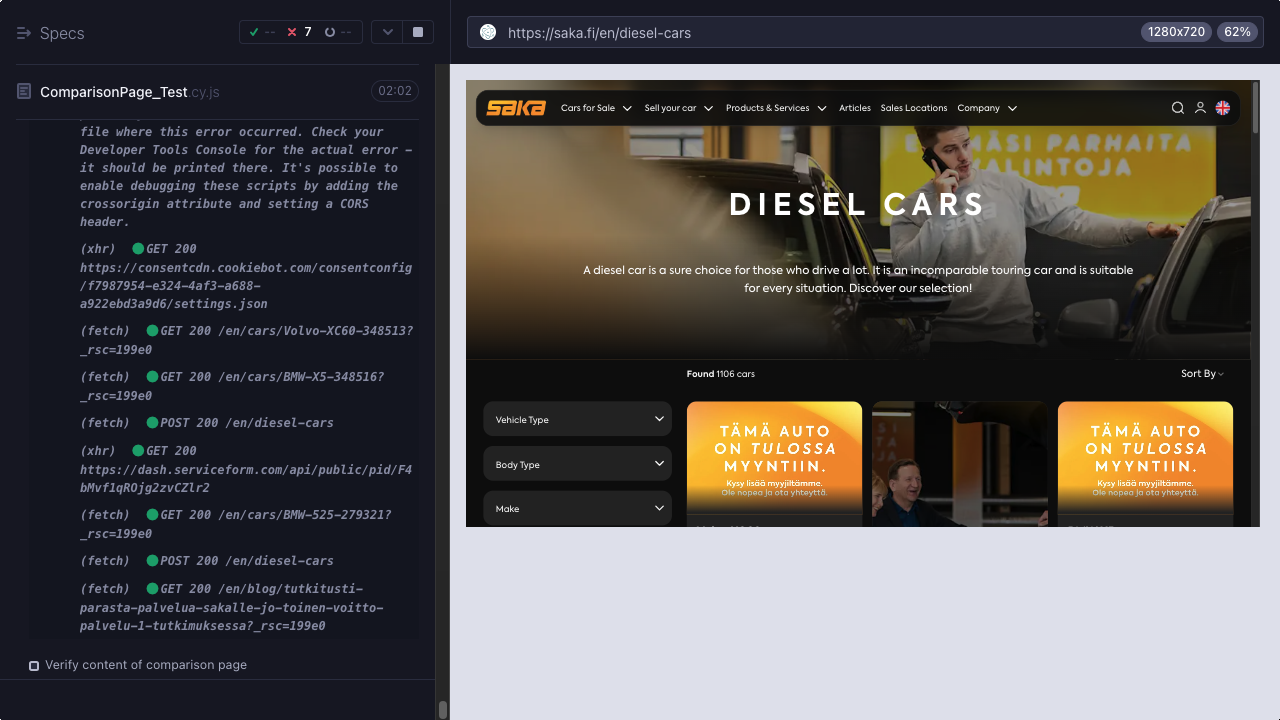 Specs
-- 7 --
https://saka.fi/en/diesel-cars
1280x720
62%
ComparisonPage_Test.cy.js
02:02
file where this error occurred. Check your
Developer Tools Console for the actual error -
it should be printed there. It's possible to
enable debugging these scripts by adding the
crossorigin attribute and setting a CORS
header.
(xhr) GET 200
https://consentcdn.cookiebot.com/consentconfig
/f7987954-e324-4af3-a688-
a922ebd3a9d6/settings.json
(fetch) GET 200 /en/cars/Volvo-XC60-348513?
_rsc=199e0
(fetch) GET 200 /en/cars/BMW-X5-348516?
_rsc=199e0
(fetch) POST 200 /en/diesel-cars
(xhr) GET 200
https://dash.serviceform.com/api/public/pid/F4
bMvf1qROjg2zvCZlr2
(fetch) GET 200 /en/cars/BMW-525-279321?
_rsc=199e0
(fetch) POST 200 /en/diesel-cars
(fetch) GET 200 /en/blog/tutkitusti-
parasta-palvelua-sakalle-jo-toinen-voitto-
palvelu-1-tutkimuksessa?_rsc=199e0
Verify content of comparison page
saka
Cars for Sale
Sell your car
Products & Services
Articles
Sales Locations
Company
PARHAITA
DIESEL CARS
A diesel car is a sure choice for those who drive a lot. It is an incomparable touring car and is suitable
for every situation. Discover our selection!
Found 1106 cars
Sort By
Vehicle Type
Body Type
Make
TÄMÄ AUTO
ON TULOSSA
MYYNTIIN.
Kysy lisää myyjiltämme.
Ole nopea ja ota yhteyttä.
TÄMÄ AUTO
ON TULOSSA
MYYNTIIN.
Kysy lisää myyjiltämme.
Ole nopea ja ota yhteyttä.